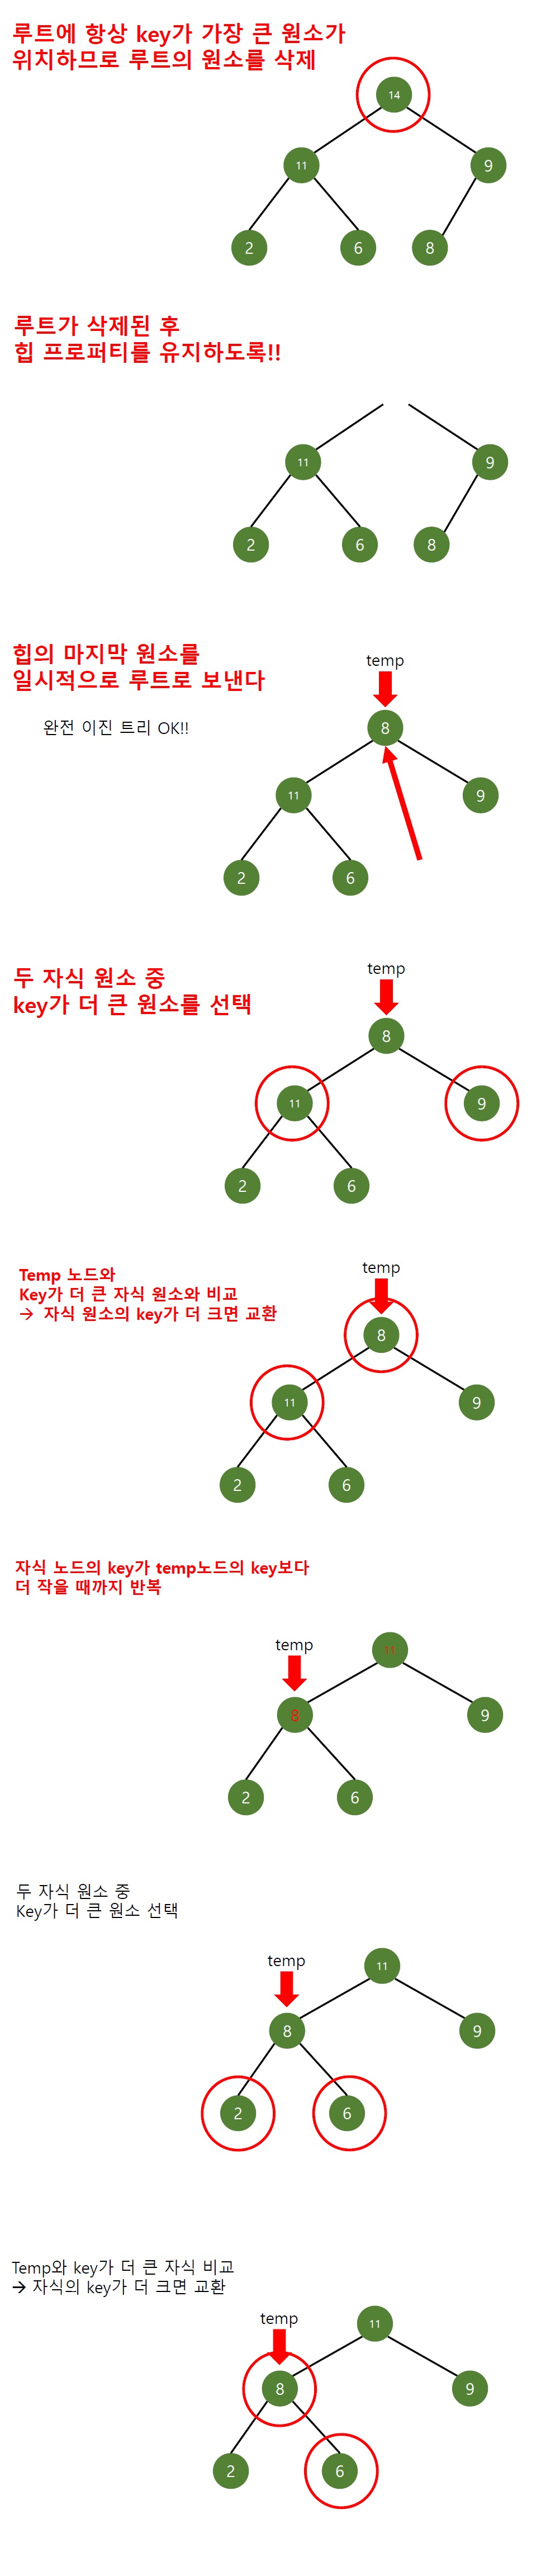 루트에 항상 key가 가장 큰 원소가
위치하므로 루트의 원소를 삭제
14
11
9
2
6
8
루트가 삭제된 후
힙 프로퍼티를 유지하도록!!
11
9
2
6
8
힙의 마지막 원소를
일시적으로 루트로 보낸다
temp
완전 이진 트리 OK!!
8
11
9
2
6
두 자식 원소 중
key가 더 큰 원소를 선택
temp
8
11
9
2
6
Temp 노드와
Key가 더 큰 자식 원소와 비교
→ 자식 원소의 key가 더 크면 교환
temp
8
11
9
2
6
자식 노드의 key가 temp노드의 key보다
더 작을 때까지 반복
temp
11
8
9
2
6
두 자식 원소 중
Key가 더 큰 원소 선택
temp
11
8
9
2
6
Temp와 key가 더 큰 자식 비교
→ 자식의 key가 더 크면 교환
temp
11
8
9
2
6